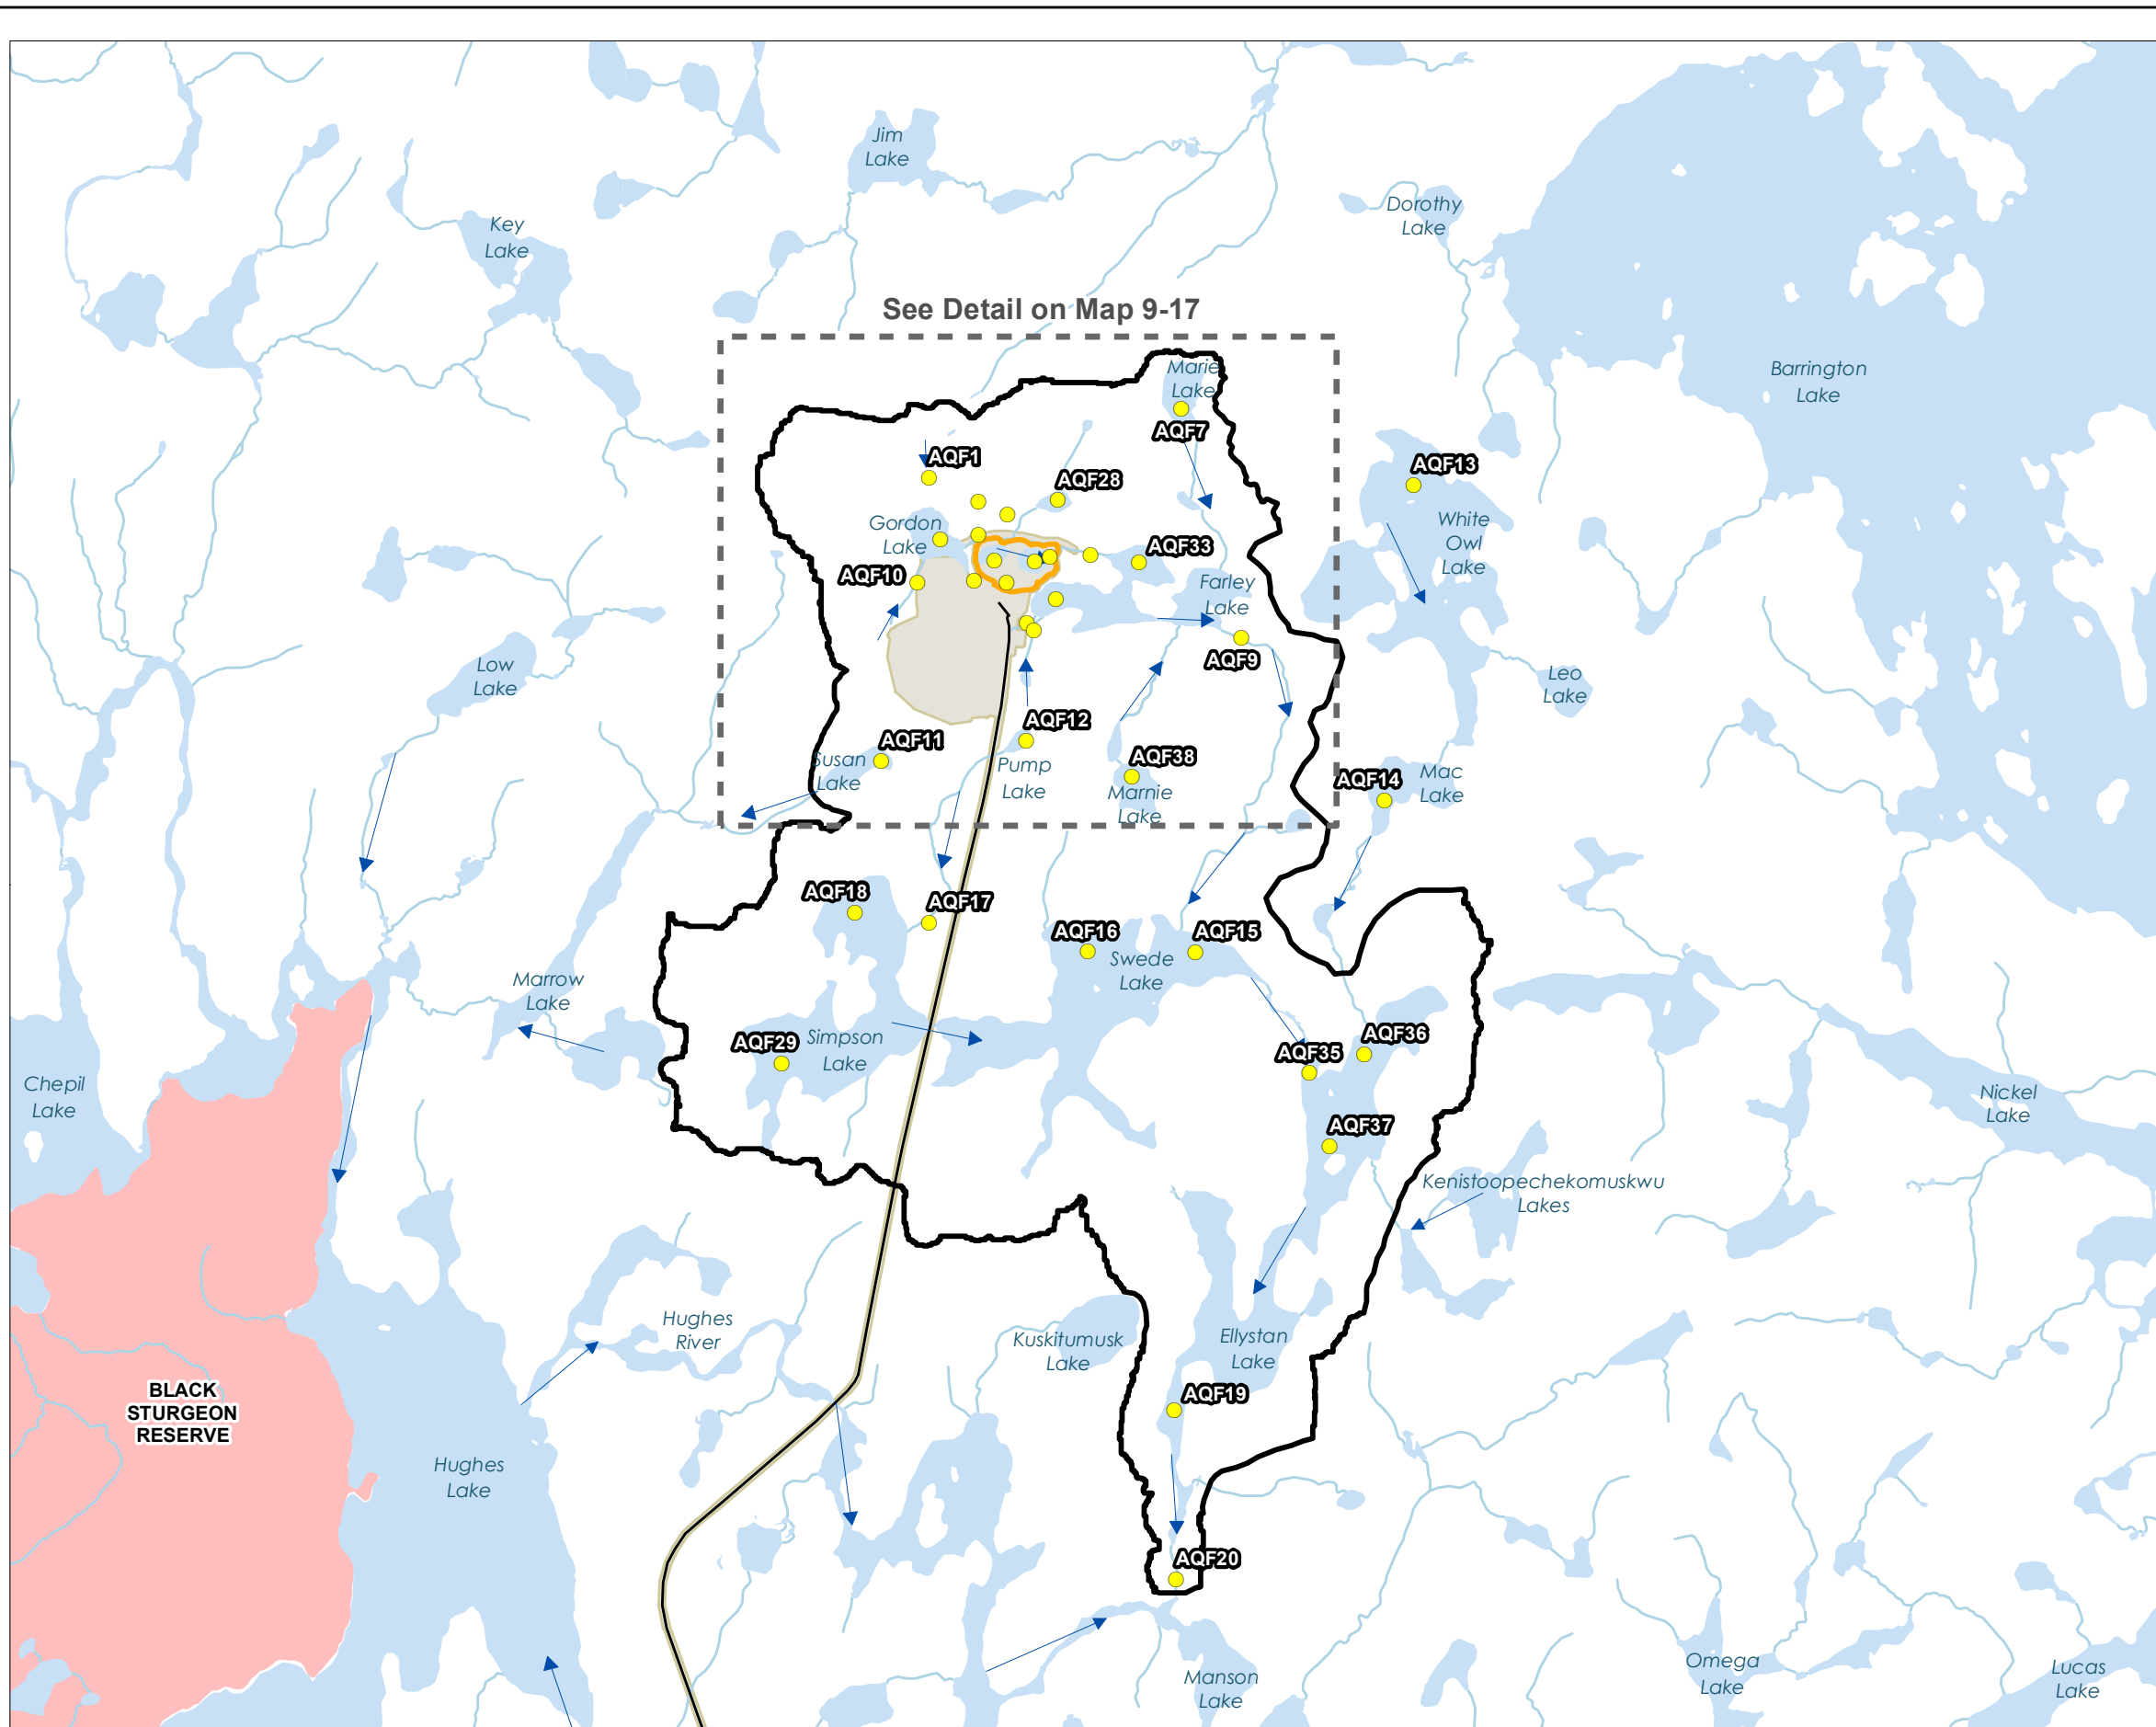 Jim
Lake
Key
Lake
Dorothy
Lake
See Detail on Map 9-17
Marie
Lake
Barrington
Lake
AQF7
AQF1
AQF13
AQF28
White
Owl
Lake
Gordon
Lake
AQF33
AQF10
Farley
Lake
Low
Lake
AQF9
Leo
Lake
AQF12
AQF11
Susan
Lake
Pump
Lake
AQF38
Marnie
Lake
AQF14
Mac
Lake
AQF18
AQF17
AQF16
AQF15
Swede
Lake
Marrow
Lake
AQF29
Simpson
Lake
AQF35
AQF36
Chepil
Lake
Nickel
Lake
AQF37
Kenistoopechekomuskwu
Lakes
Hughes
River
Kuskitumusk
Lake
Ellystan
Lake
BLACK
STURGEON
RESERVE
AQF19
Hughes
Lake
AQF20
Manson
Lake
Omega
Lake
Lucas
Lake